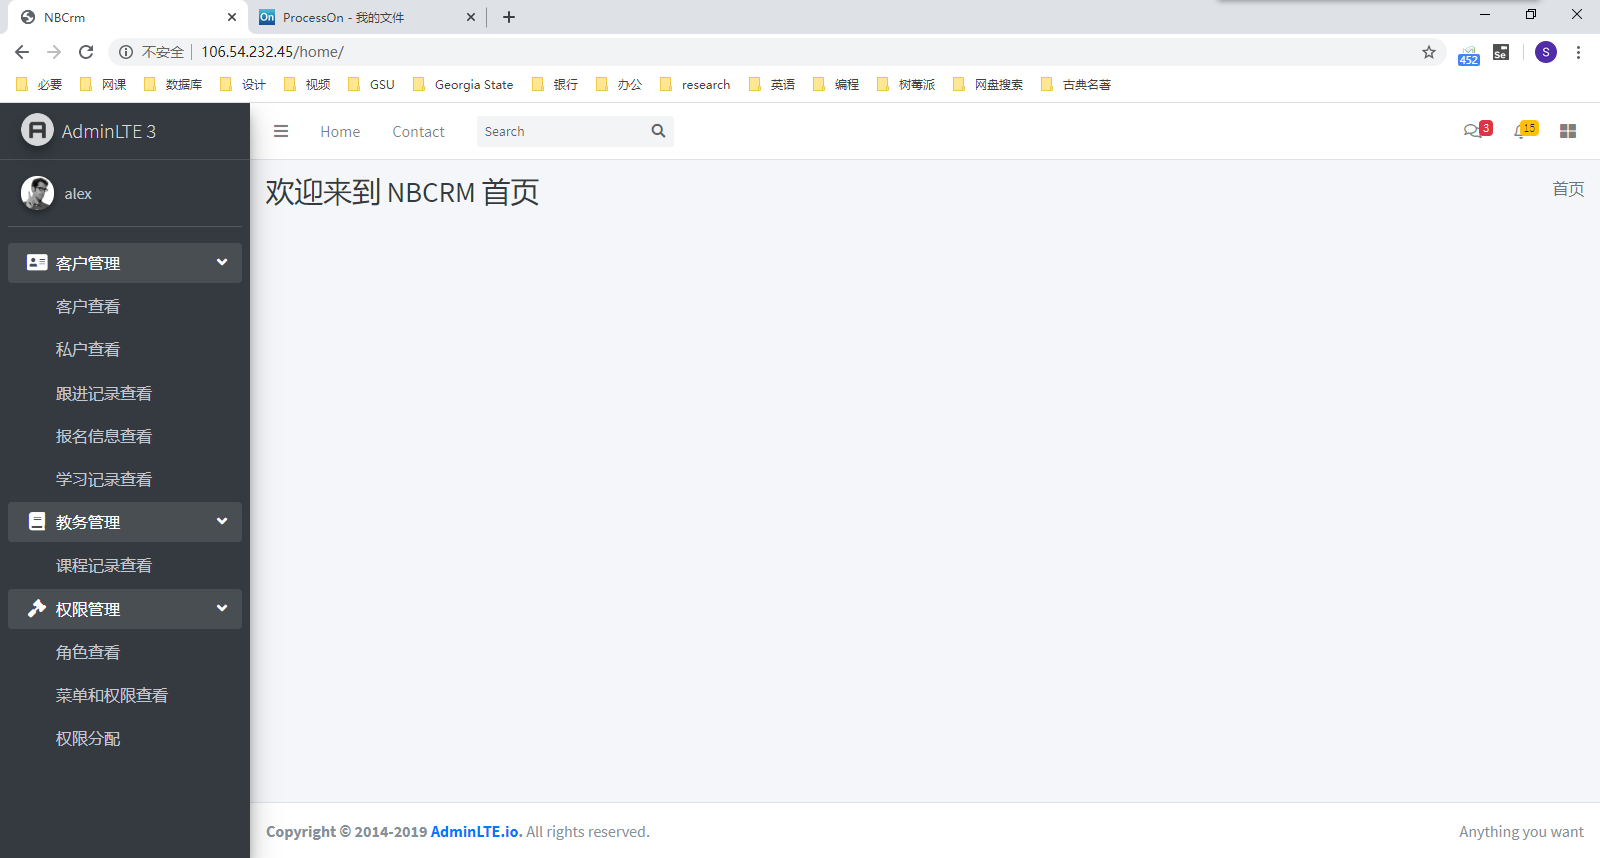 NBCrm
ProcessOn - 我的文件
不安全 106.54.232.45/home/
452
Se
S
必要 网课 数据库 设计 视频 GSU Georgia State 银行 办公 research 英语 编程 树莓派 网盘搜索 古典名著
AdminLTE 3
Home Contact Search
3 15
alex
欢迎来到 NBCRM 首页
首页
客户管理
客户查看
私户查看
跟进记录查看
报名信息查看
学习记录查看
教务管理
课程记录查看
权限管理
角色查看
菜单和权限查看
权限分配
Copyright © 2014-2019 AdminLTE.io. All rights reserved.
Anything you want